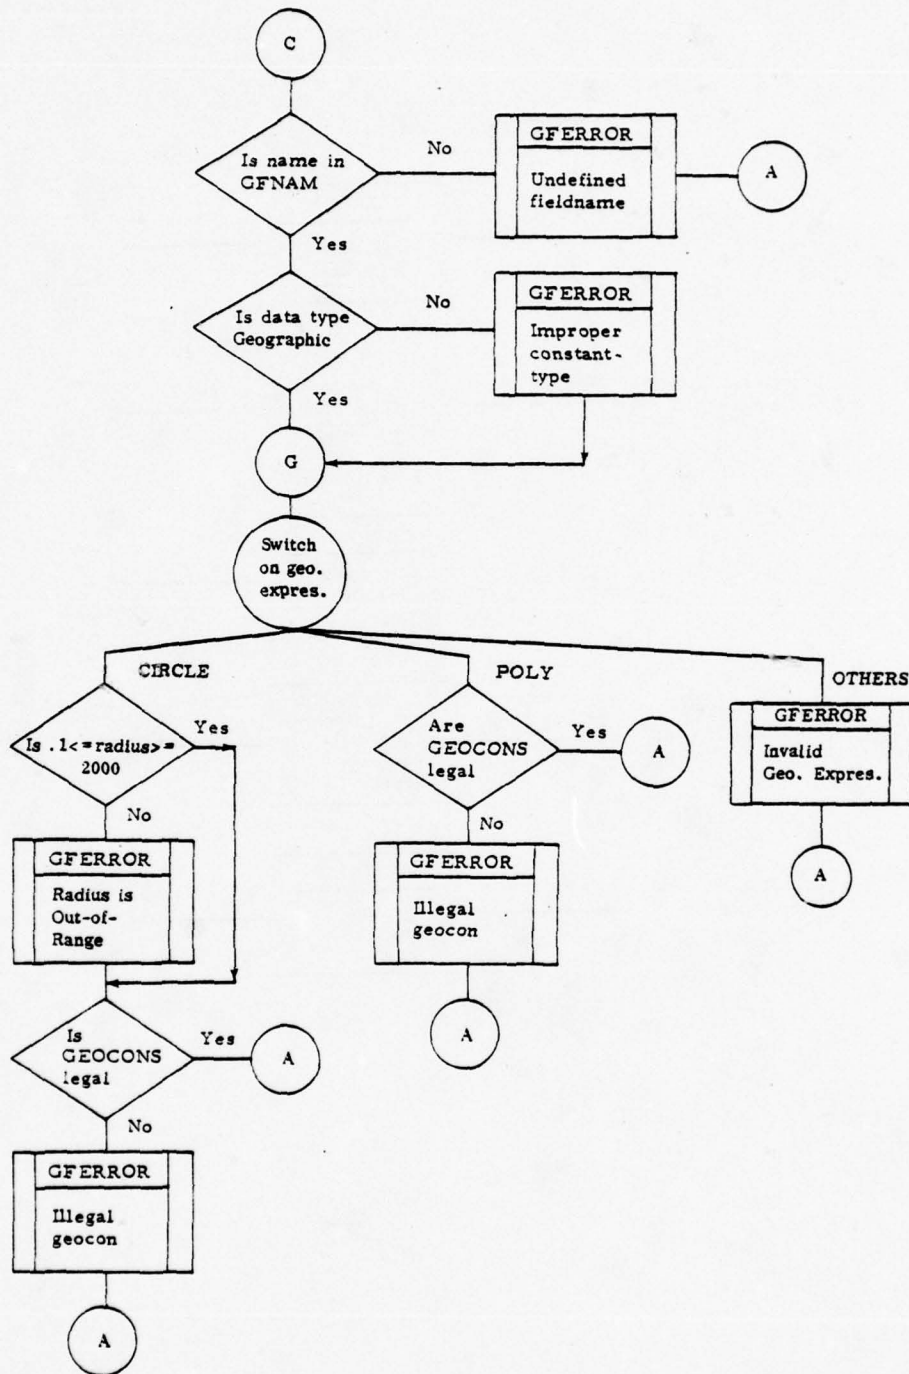 C
Is name in
GFNAM
No
GFERROR
Undefined
fieldname
A
Yes
Is data type
Geographic
No
GFERROR
Improper
constant-
type
Yes
G
Switch
on geo.
expres.
CIRCLE
POLY
OTHERS
Is .1<=radius>=
2000
Yes
No
GFERROR
Radius is
Out-of-
Range
Is
GEOCONS
legal
Yes
A
No
GFERROR
Illegal
geocon
A
Are
GEOCONS
legal
Yes
A
No
GFERROR
Illegal
geocon
A
GFERROR
Invalid
Geo. Expres.
A